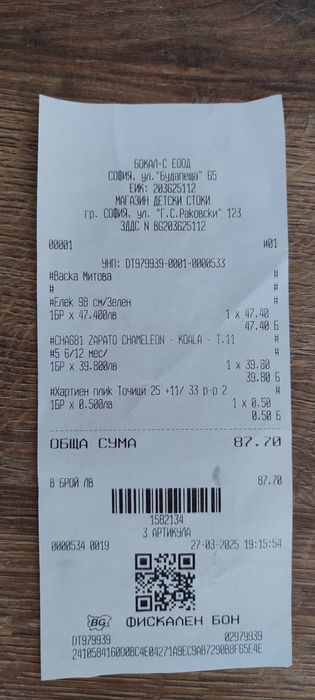 БОКАЛ-С ЕООД
СОФИЯ, ул."Будапеща" 65
ЕИК: 203625112
МАГАЗИН ДЕТСКИ СТОКИ
гр. СОФИЯ, ул. "Г.С.Раковски" 123
ЗДДС N BG203625112
00001 #01
УНП: DT979939-0001-0000533
#Васка Митова #
# #
#Елек 98 см/Зелен #
1БР x 47.400лв 1 x 47.40
47.40 Б
#CHAG81 ZAPATO CHAMELEON - KOALA - T.11
#5 6/12 мес/ #
1БР x 39.800лв 1 x 39.80
39.80 Б
#Хартиен плик Точици 25 +11/ 33 р-р 2 #
1БР x 0.500лв 1 x 0.50
0.50 Б
ОБЩА СУМА 87.70
В БРОЙ ЛВ 87.70
1582134
3 АРТИКУЛА
0000534 0019 27-03-2025 19:15:54
BG ФИСКАЛЕН БОН
DT979939 02979939
2410584160D0BC4E04271A9EC9AB7290B8F65E4E